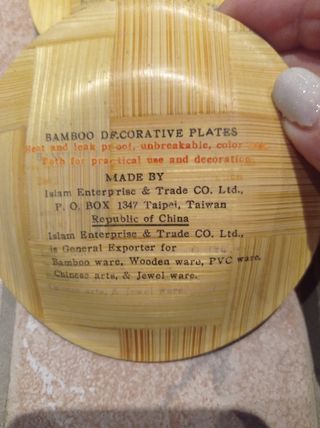 BAMBOO DECORATIVE PLATES
Heat and leak proof, unbreakable, color
Both for practical use and decoration
MADE BY
Islam Enterprise & Trade CO. Ltd.,
P. O. BOX 1347 Taipei, Taiwan
Republic of China
Islam Enterprise & Trade CO. Ltd.,
is General Exporter for
Bamboo ware, Wooden ware, PVC ware,
Chinese arts, & Jewel ware.